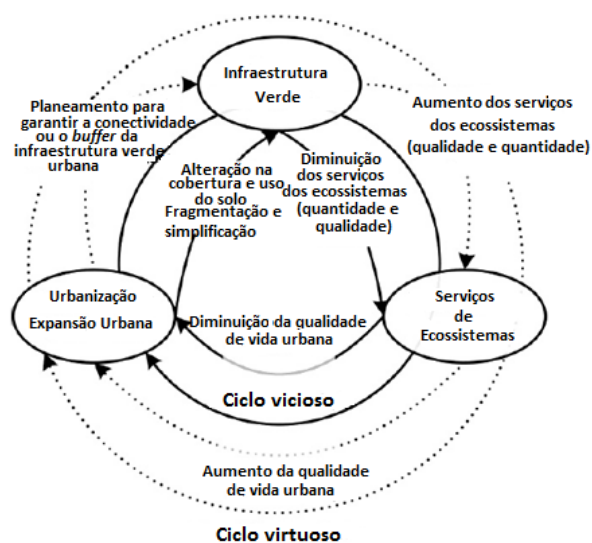 Infraestrutura
Verde
Planeamento para
garantir a conectividade
ou o buffer da
infraestrutura verde
urbana
Aumento dos serviços
dos ecossistemas
(qualidade e quantidade)
Alteração na
cobertura e uso
do solo
Fragmentação e
simplificação
Diminuição
dos serviços
dos ecossistemas
(quantidade e
qualidade)
Urbanização
Expansão Urbana
Serviços
de
Ecossistemas
Diminuição da qualidade
de vida urbana
Ciclo vicioso
Aumento da qualidade
de vida urbana
Ciclo virtuoso